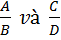 A/B và C/D